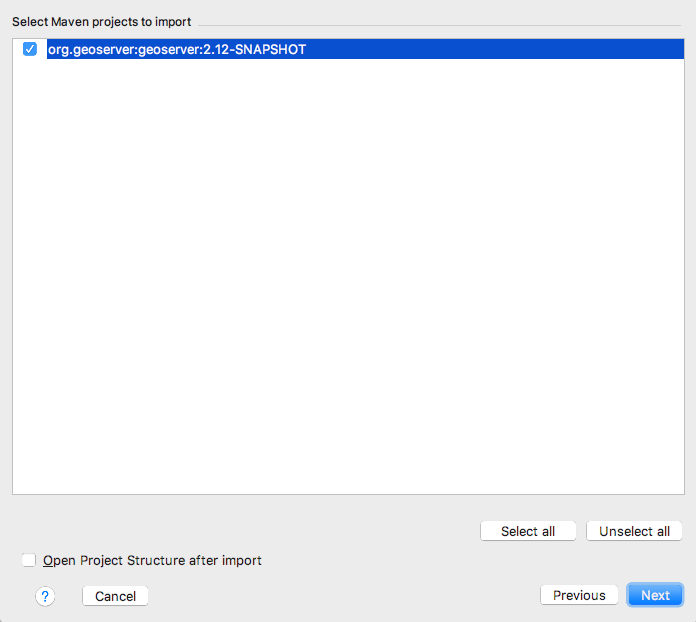 Select Maven projects to import
org.geoserver:geoserver:2.12-SNAPSHOT
Select all
Unselect all
Open Project Structure after import
?
Cancel
Previous
Next